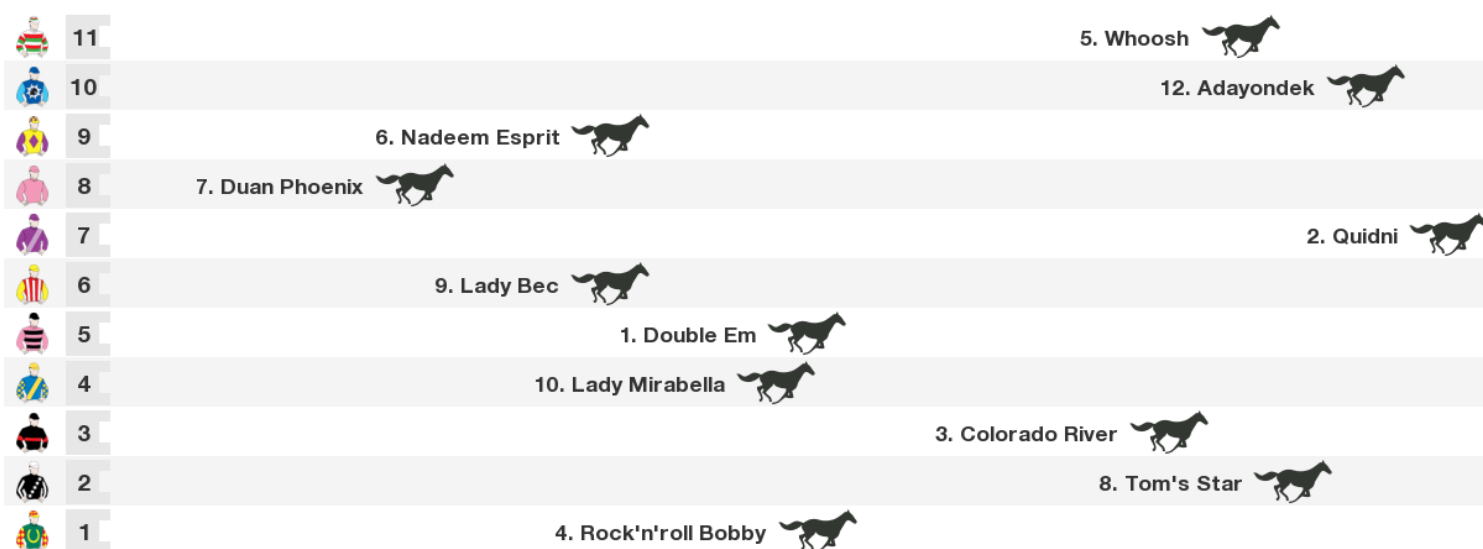 11 5. Whoosh
10 12. Adayondek
9 6. Nadeem Esprit
8 7. Duan Phoenix
7 2. Quidni
6 9. Lady Bec
5 1. Double Em
4 10. Lady Mirabella
3 3. Colorado River
2 8. Tom's Star
1 4. Rock'n'roll Bobby